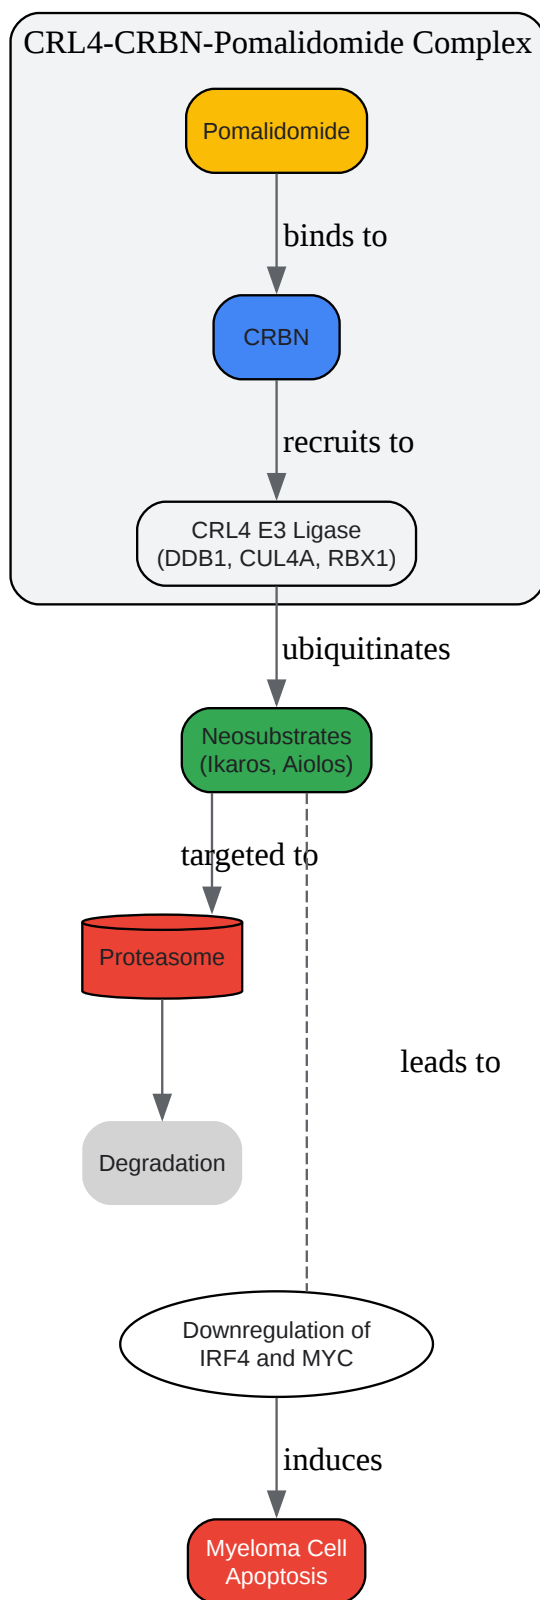 CRL4-CRBN-Pomalidomide Complex
Pomalidomide
binds to
CRBN
recruits to
CRL4 E3 Ligase
(DDB1, CUL4A, RBX1)
ubiquitinates
Neosubstrates
(Ikaros, Aiolos)
targeted to
Proteasome
leads to
Degradation
Downregulation of
IRF4 and MYC
induces
Myeloma Cell
Apoptosis